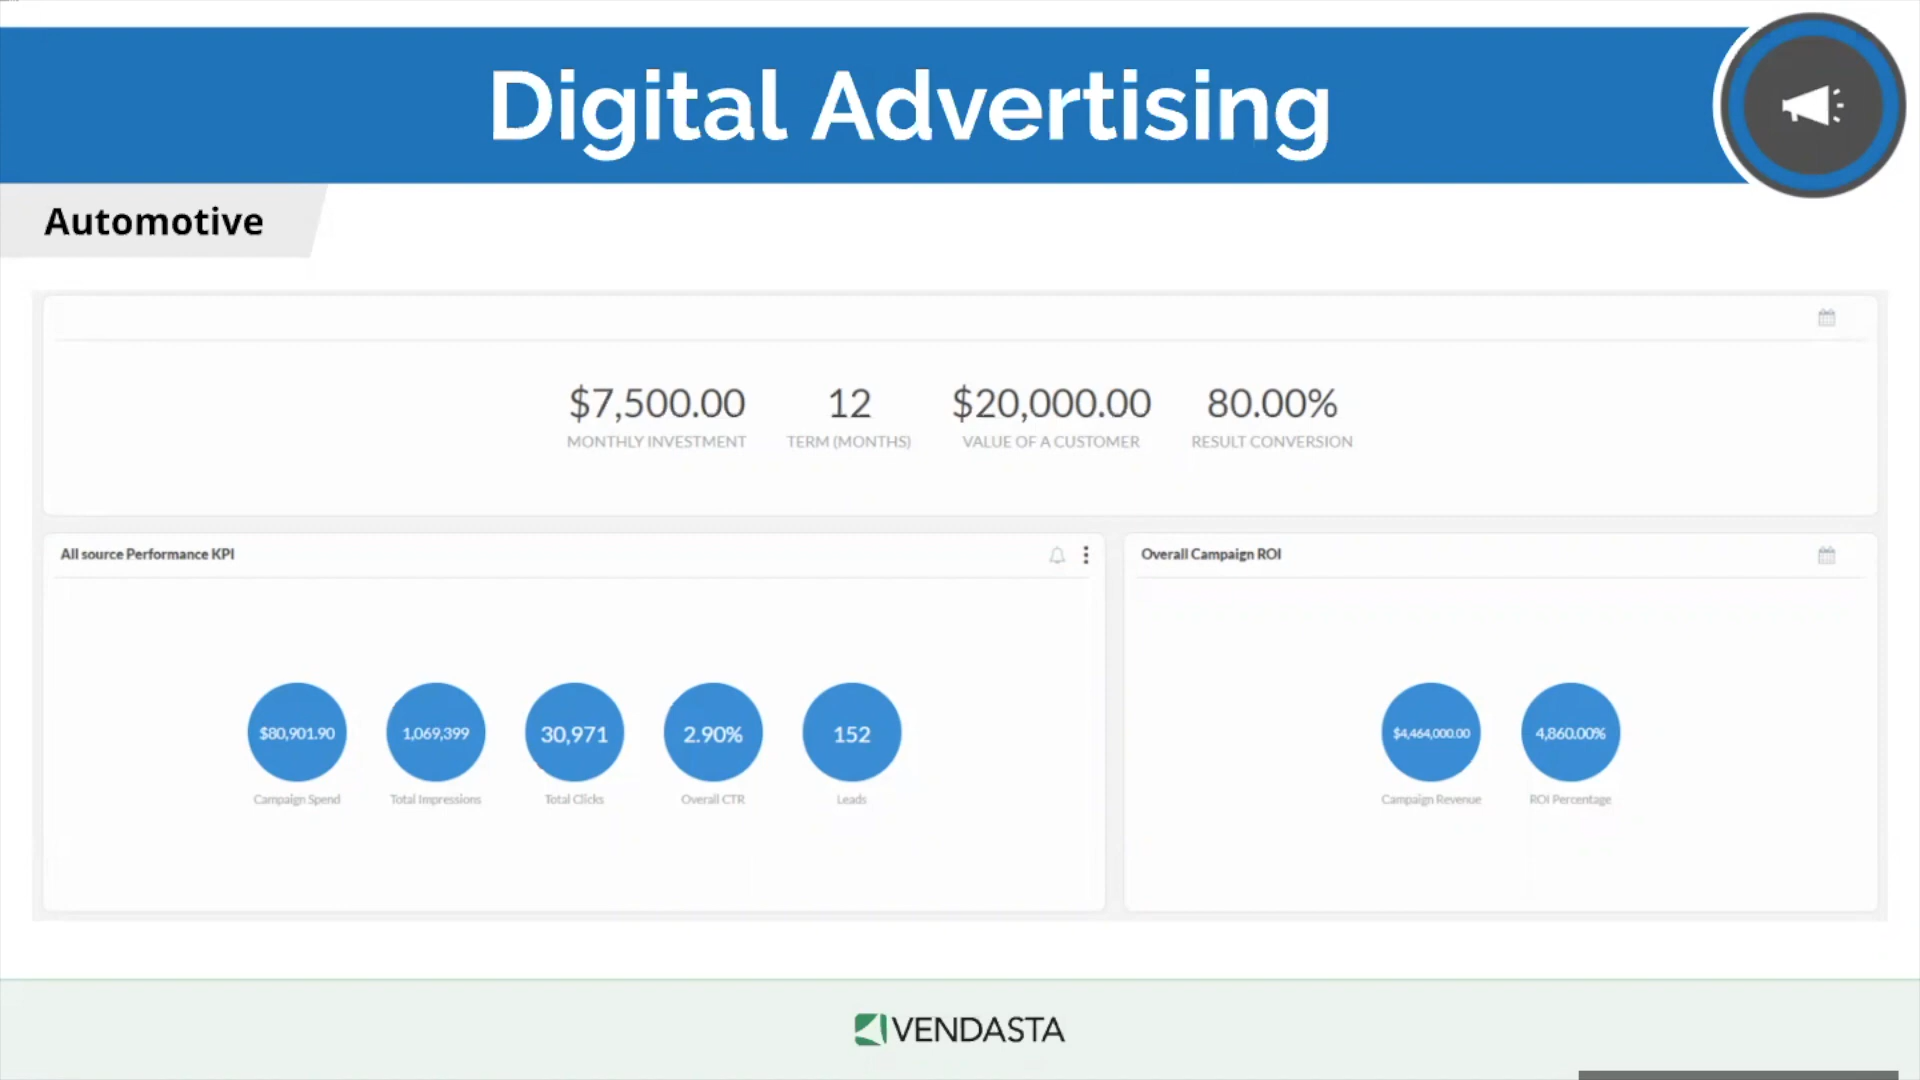 Digital Advertising
Automotive
$7,500.00 12 $20,000.00 80.00%
MONTHLY INVESTMENT TERM (MONTHS) VALUE OF A CUSTOMER RESULT CONVERSION
All source Performance KPI
$80,901.90 1,069,399 30,971 2.90% 152
Campaign Spend Total Impressions Total Clicks Overall CTR Leads
Overall Campaign ROI
$4,464,000.00 4,860.00%
Campaign Revenue ROI Percentage
VENDASTA